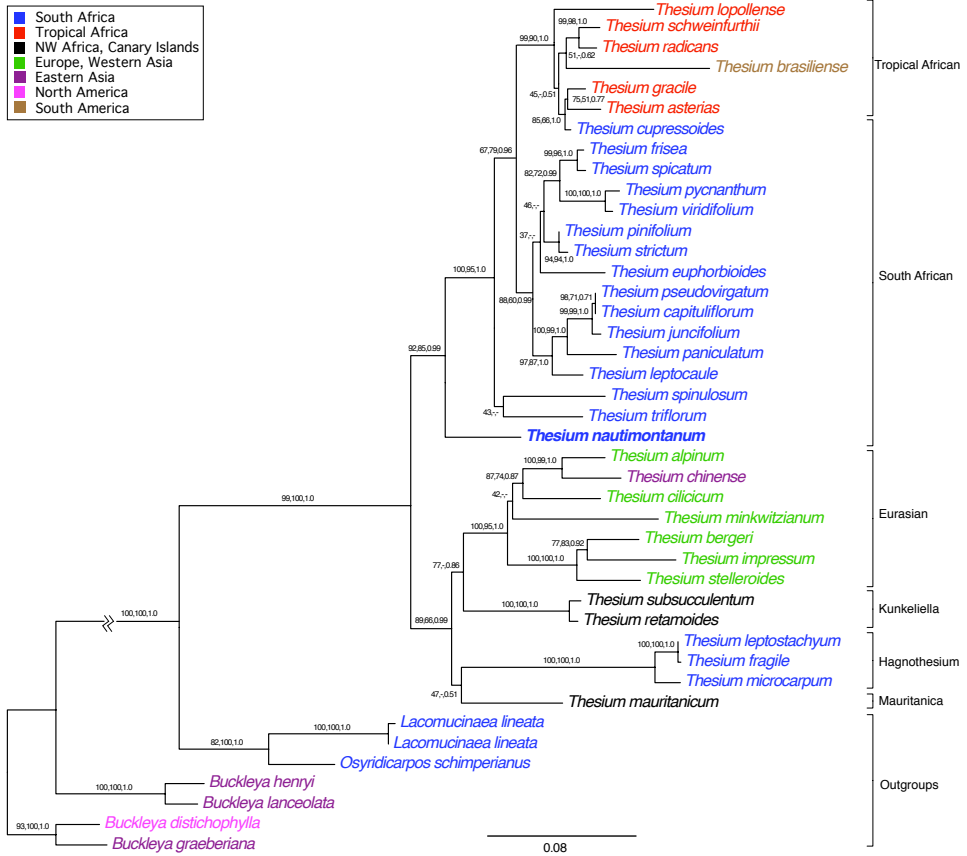 South Africa
Tropical Africa
NW Africa, Canary Islands
Europe, Western Asia
Eastern Asia
North America
South America
Thesium lopollense
99,98,1.0
Thesium schweinfurthii
99,90,1.0
Thesium radicans
51,-,0.62
Thesium brasiliense
Tropical African
Thesium gracile
45,-,0.51
75,51,0.77
Thesium asterias
85,66,1.0
Thesium cupressoides
Thesium frisea
99,96,1.0
67,79,0.96
Thesium spicatum
82,72,0.99
Thesium pycnanthum
100,100,1.0
46,-,-
Thesium viridifolium
Thesium pinifolium
37,-,-
Thesium strictum
94,94,1.0
100,95,1.0
Thesium euphorbioides
South African
Thesium pseudovirgatum
98,71,0.71
88,60,0.99
Thesium capituliflorum
99,99,1.0
100,99,1.0
Thesium juncifolium
Thesium paniculatum
92,85,0.99
97,87,1.0
Thesium leptocaule
Thesium spinulosum
43,-,-
Thesium triflorum
Thesium nautimontanum
Thesium alpinum
100,99,1.0
87,74,0.87
Thesium chinense
42,-,-
Thesium cilicicum
99,100,1.0
Eurasian
Thesium minkwitzianum
100,95,1.0
Thesium bergeri
77,83,0.92
Thesium impressum
100,100,1.0
77,-,0.86
Thesium stelleroides
Thesium subsucculentum
100,100,1.0
Kunkeliella
100,100,1.0
89,66,0.99
Thesium retamoides
Thesium leptostachyum
100,100,1.0
Thesium fragile
Hagnothesium
100,100,1.0
Thesium microcarpum
47,-,0.51
Thesium mauritanicum
Mauritanica
Lacomucinaea lineata
100,100,1.0
82,100,1.0
Lacomucinaea lineata
Osyridicarpos schimperianus
Buckleya henryi
100,100,1.0
Outgroups
Buckleya lanceolata
Buckleya distichophylla
93,100,1.0
Buckleya graeberiana
0.08